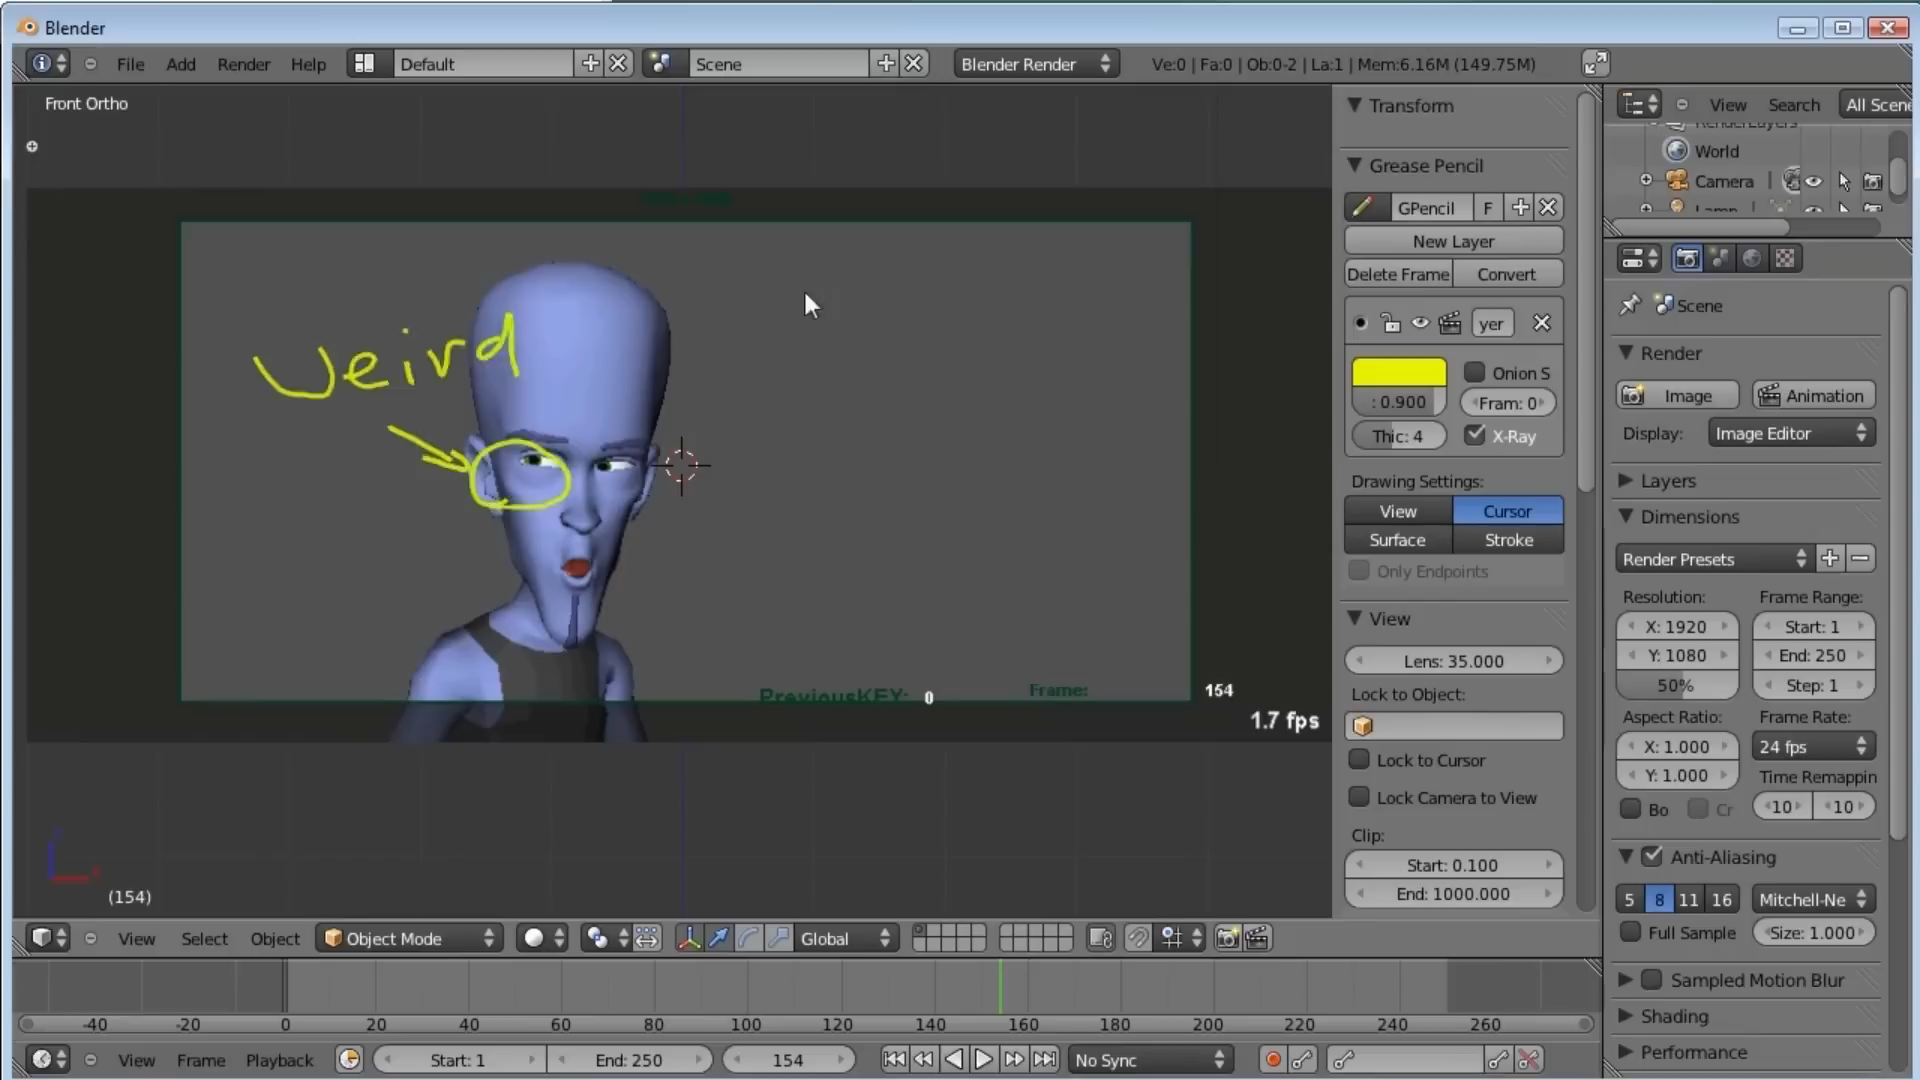 Blender
File Add Render Help Default Scene Blender Render Ve:0 | Fa:0 | Ob:0-2 | La:1 | Mem:6.16M (149.75M)
Front Ortho
Weird
PreviousKEY: 0 Frame: 154
1.7 fps
(154)
Transform
Grease Pencil
GPencil F
New Layer
Delete Frame Convert
yer
Onion S
: 0.900 Fram: 0
Thic: 4 X-Ray
Drawing Settings:
View Cursor
Surface Stroke
Only Endpoints
View
Lens: 35.000
Lock to Object:
Lock to Cursor
Lock Camera to View
Clip:
Start: 0.100
End: 1000.000
View Search All Scene
RenderLayers
World
Camera
Lamp
Scene
Render
Image Animation
Display: Image Editor
Layers
Dimensions
Render Presets
Resolution: Frame Range:
X: 1920 Start: 1
Y: 1080 End: 250
50% Step: 1
Aspect Ratio: Frame Rate:
X: 1.000 24 fps
Y: 1.000 Time Remappin
Bo Cr 10 10
Anti-Aliasing
5 8 11 16 Mitchell-Ne
Full Sample Size: 1.000
Sampled Motion Blur
Shading
Performance
View Select Object Object Mode Global
-40 -20 0 20 40 60 80 100 120 140 160 180 200 220 240 260
View Frame Playback Start: 1 End: 250 154 No Sync